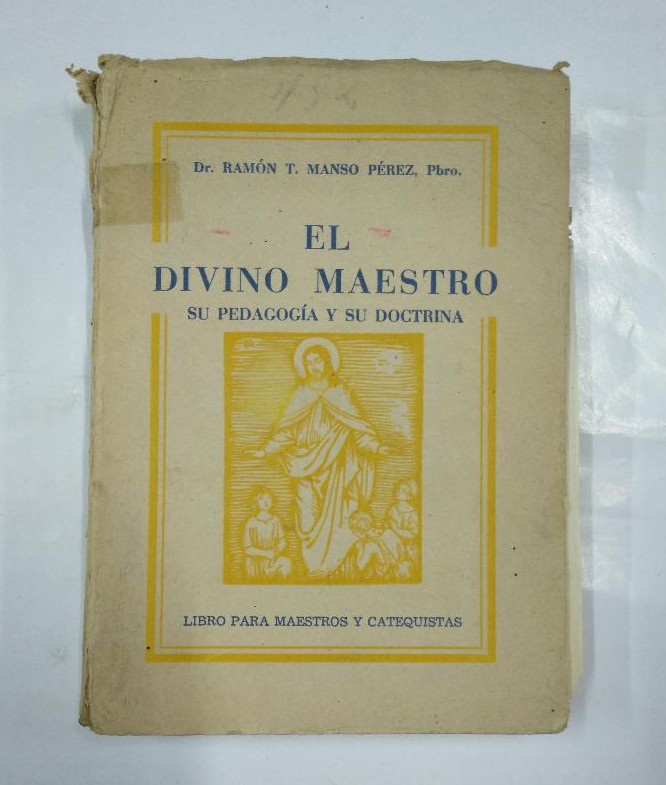 Dr. RAMÓN T. MANSO PÉREZ, Pbro.
EL
DIVINO MAESTRO
SU PEDAGOGÍA Y SU DOCTRINA
LIBRO PARA MAESTROS Y CATEQUISTAS